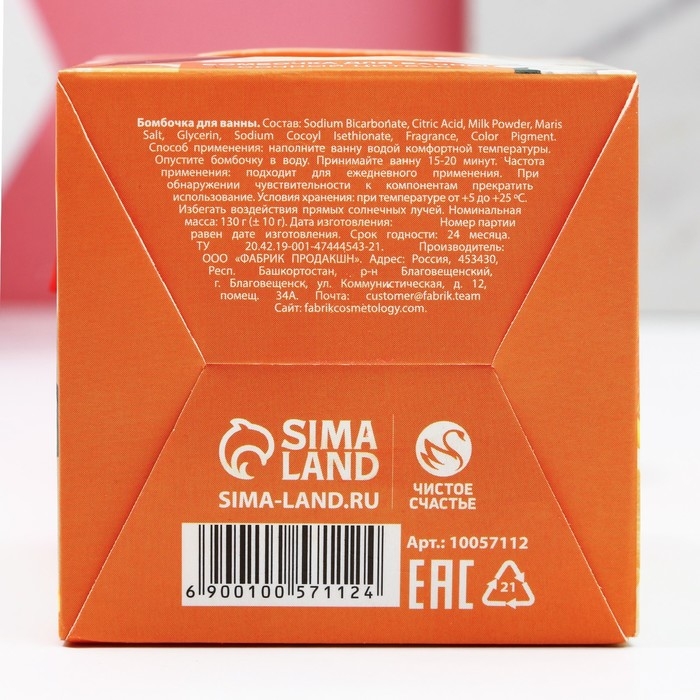 Бомбочка для ванны. Состав: Sodium Bicarbonate, Citric Acid, Milk Powder, Maris
Salt, Glycerin, Sodium Cocoyl Isethionate, Fragrance, Color Pigment.
Способ применения: наполните ванну водой комфортной температуры.
Опустите бомбочку в воду. Принимайте ванну 15-20 минут. Частота
применения: подходит для ежедневного применения. При
обнаружении чувствительности к компонентам прекратить
использование. Условия хранения: при температуре от +5 до +25 ºС.
Избегать воздействия прямых солнечных лучей. Номинальная
масса: 130 г (± 10 г). Дата изготовления: Номер партии
равен дате изготовления. Срок годности: 24 месяца.
ТУ 20.42.19-001-47444543-21. Производитель:
ООО «ФАБРИК ПРОДАКШН». Адрес: Россия, 453430,
Респ. Башкортостан, р-н Благовещенский,
г. Благовещенск, ул. Коммунистическая, д. 12,
помещ. 34А. Почта: customer@fabrik.team
Сайт: fabrikcosmetology.com.
SIMA
LAND
SIMA-LAND.RU
ЧИСТОЕ
СЧАСТЬЕ
Арт.: 10057112
6 900100 571124
EAC
21